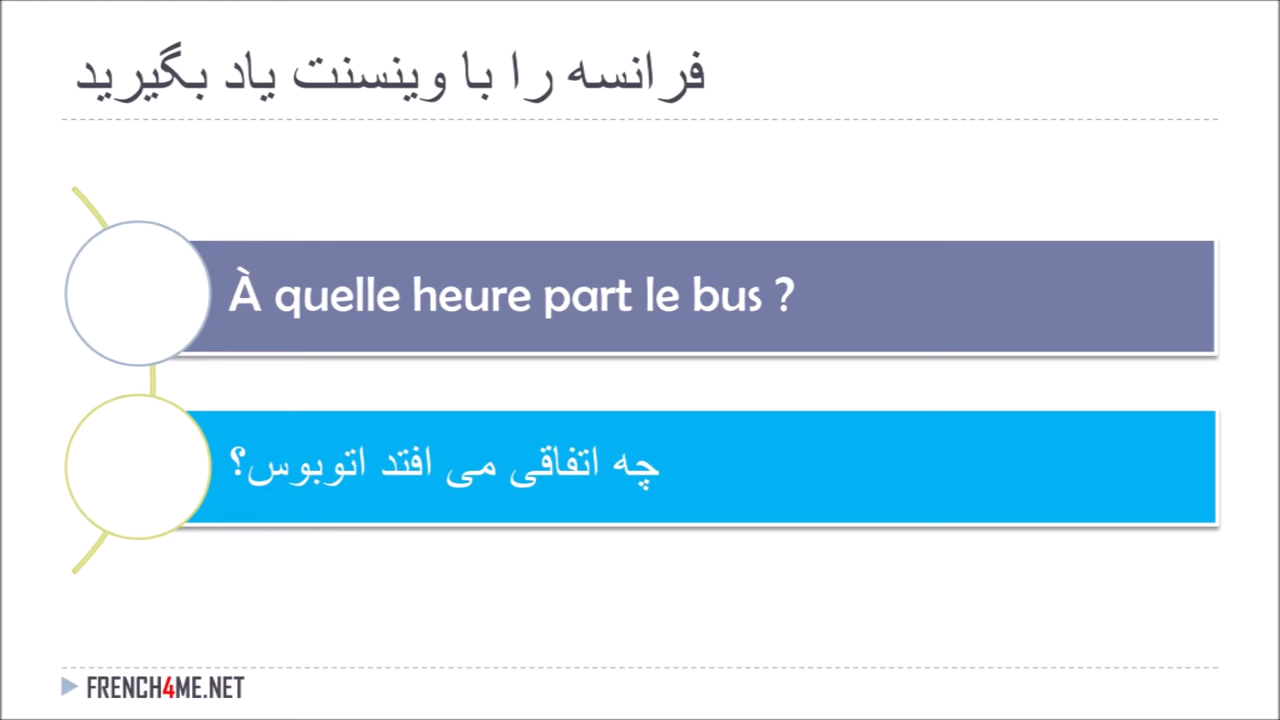 فرانسه را با وینسنت یاد بگیرید
À quelle heure part le bus ?
چه اتفاقی می افتد اتوبوس؟
FRENCH4ME.NET